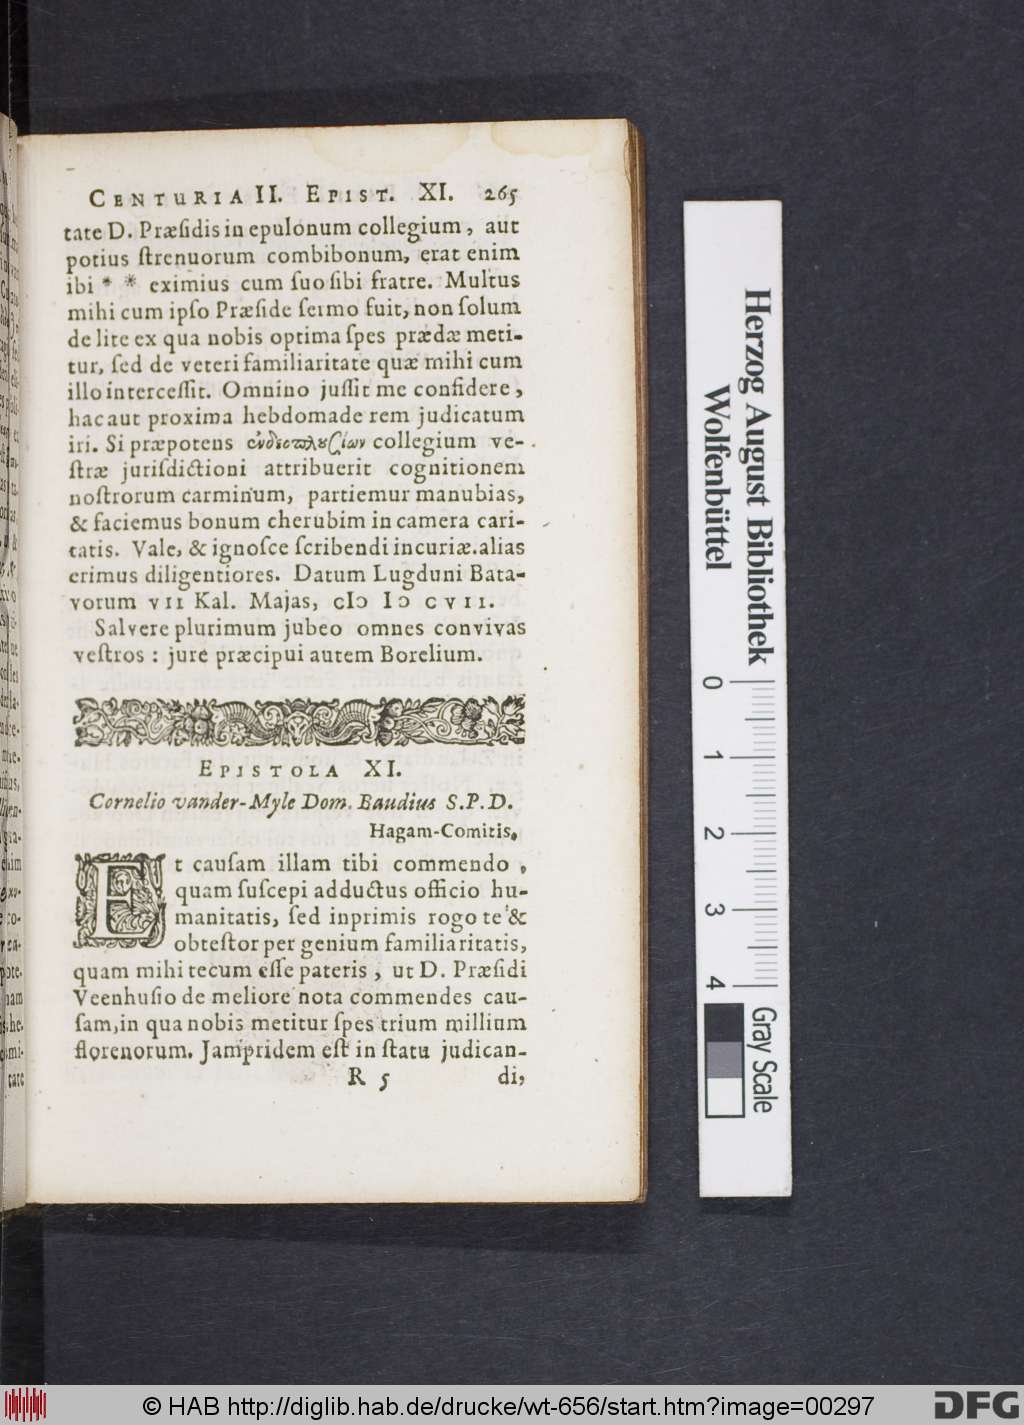 CENTURIA II. EPIST. XI. 265
tate D. Præſidis in epulonum collegium, aut
potius ſtrenuorum combibonum, erat enim
ibi * * eximius cum ſuo ſibi fratre. Multus
mihi cum ipſo Præſide ſermo fuit, non ſolum
de lite ex qua nobis optima ſpes prædæ meti-
tur, ſed de veteri familiaritate quæ mihi cum
illo interceſſit. Omnino juſſit me confidere,
hac aut proxima hebdomade rem judicatum
iri. Si præpotens collegium ve-
ſtræ jurisdictioni attribuerit cognitionem
noſtrorum carminum, partiemur manubias,
& faciemus bonum cherubim in camera cari-
tatis. Vale, & ignoſce ſcribendi incuriæ. alias
erimus diligentiores. Datum Lugduni Bata-
vorum VII Kal. Majas, cIɔ Iɔ CVII.
Salvere plurimum jubeo omnes convivas
veſtros : jure præcipui autem Borelium.
EPISTOLA XI.
Cornelio vander-Myle Dom. Baudius S.P.D.
Hagam-Comitis.
Et cauſam illam tibi commendo,
quam ſuſcepi adductus officio hu-
manitatis, ſed inprimis rogo te &
obteſtor per genium familiaritatis,
quam mihi tecum eſſe pateris, ut D. Præſidi
Veenhuſio de meliore nota commendes cau-
ſam, in qua nobis metitur ſpes trium millium
florenorum. Jampridem eſt in ſtatu judican-
R 5 di,
Herzog August Bibliothek
Wolfenbüttel
0 1 2 3 4
Gray Scale
© HAB http://diglib.hab.de/drucke/wt-656/start.htm?image=00297
DFG